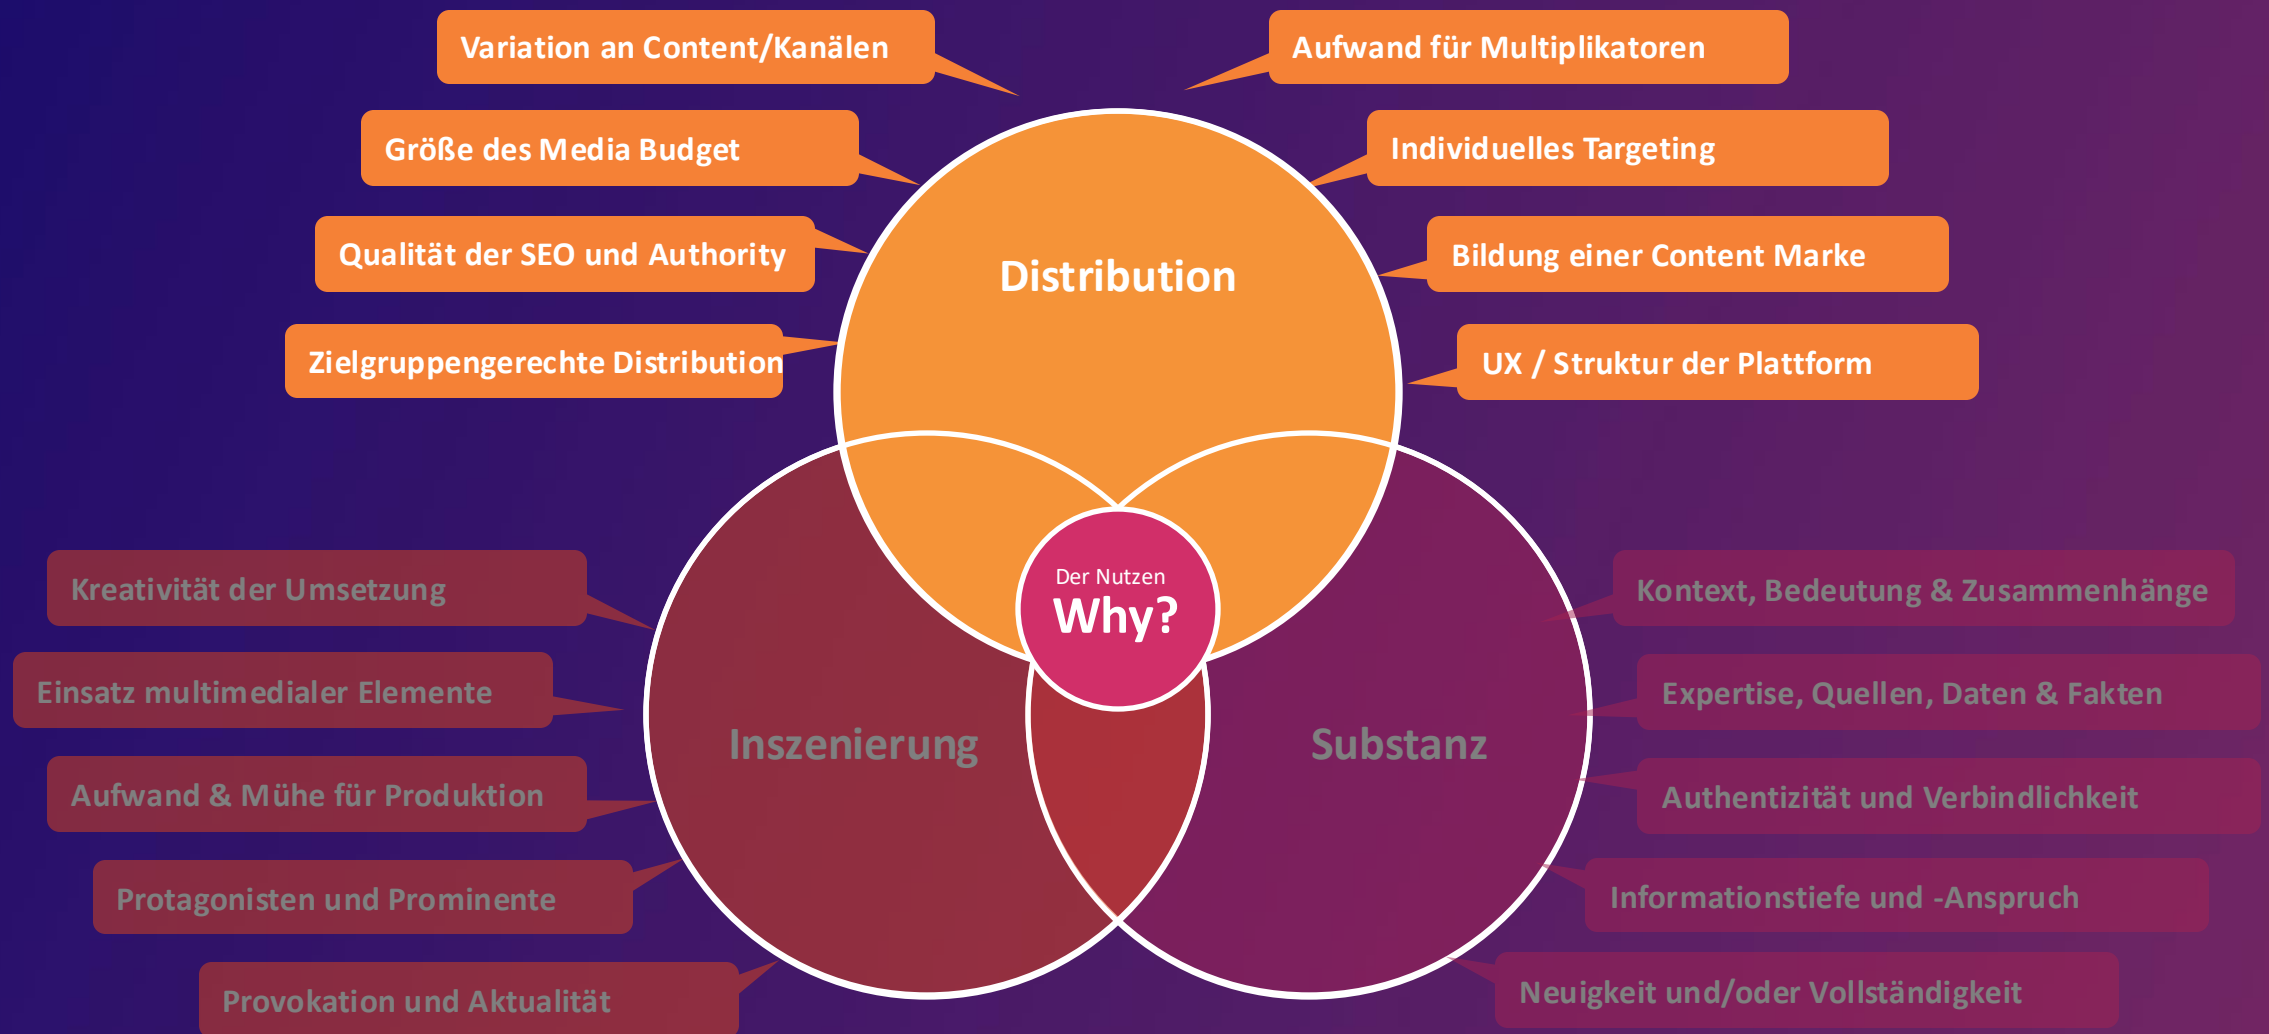 Variation an Content/Kanälen
Aufwand für Multiplikatoren
Größe des Media Budget
Individuelles Targeting
Qualität der SEO und Authority
Bildung einer Content Marke
Distribution
Zielgruppengerechte Distribution
UX / Struktur der Plattform
Der Nutzen
Why?
Kreativität der Umsetzung
Kontext, Bedeutung & Zusammenhänge
Einsatz multimedialer Elemente
Expertise, Quellen, Daten & Fakten
Inszenierung
Substanz
Aufwand & Mühe für Produktion
Authentizität und Verbindlichkeit
Protagonisten und Prominente
Informationstiefe und -Anspruch
Provokation und Aktualität
Neuigkeit und/oder Vollständigkeit